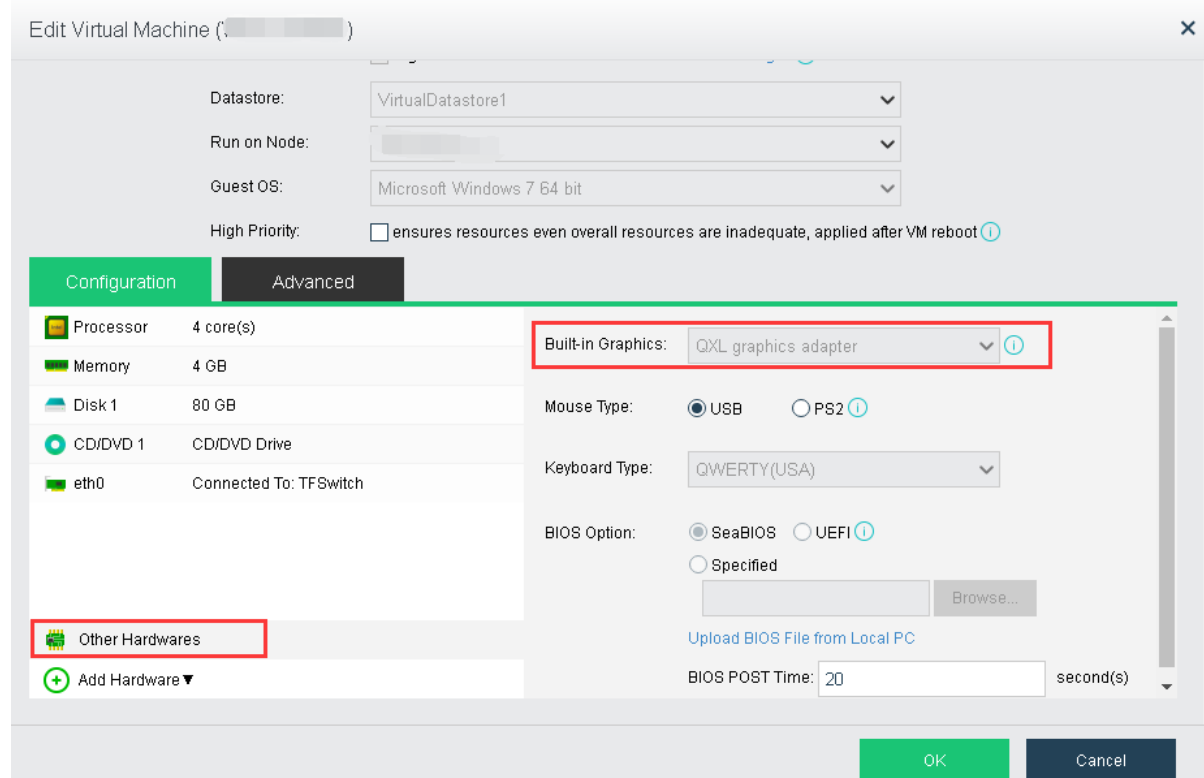 Edit Virtual Machine ( )
Datastore: VirtualDatastore1
Run on Node:
Guest OS: Microsoft Windows 7 64 bit
High Priority: ensures resources even overall resources are inadequate, applied after VM reboot
Configuration Advanced
Processor 4 core(s)
Memory 4 GB
Disk 1 80 GB
CD/DVD 1 CD/DVD Drive
eth0 Connected To: TFSwitch
Other Hardwares
Add Hardware▼
Built-in Graphics: QXL graphics adapter
Mouse Type: USB PS2
Keyboard Type: QWERTY(USA)
BIOS Option: SeaBIOS UEFI
Specified
Browse...
Upload BIOS File from Local PC
BIOS POST Time: 20 second(s)
OK Cancel